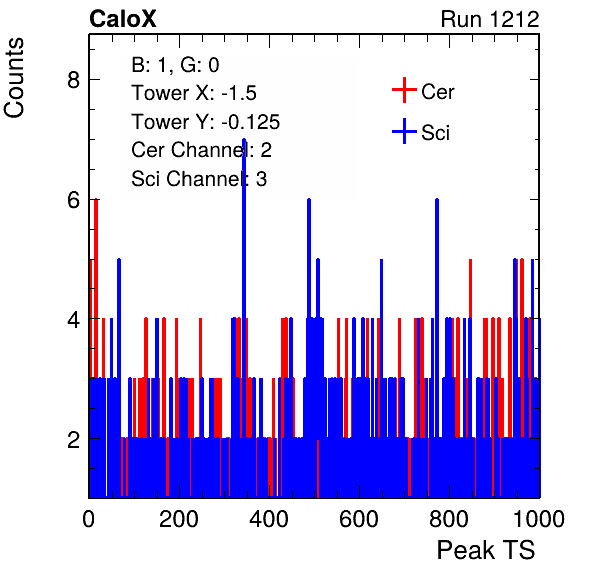 CaloX Run 1212
Counts
8
6
4
2
B: 1, G: 0
Tower X: -1.5
Tower Y: -0.125
Cer Channel: 2
Sci Channel: 3
Cer
Sci
0 200 400 600 800 1000
Peak TS